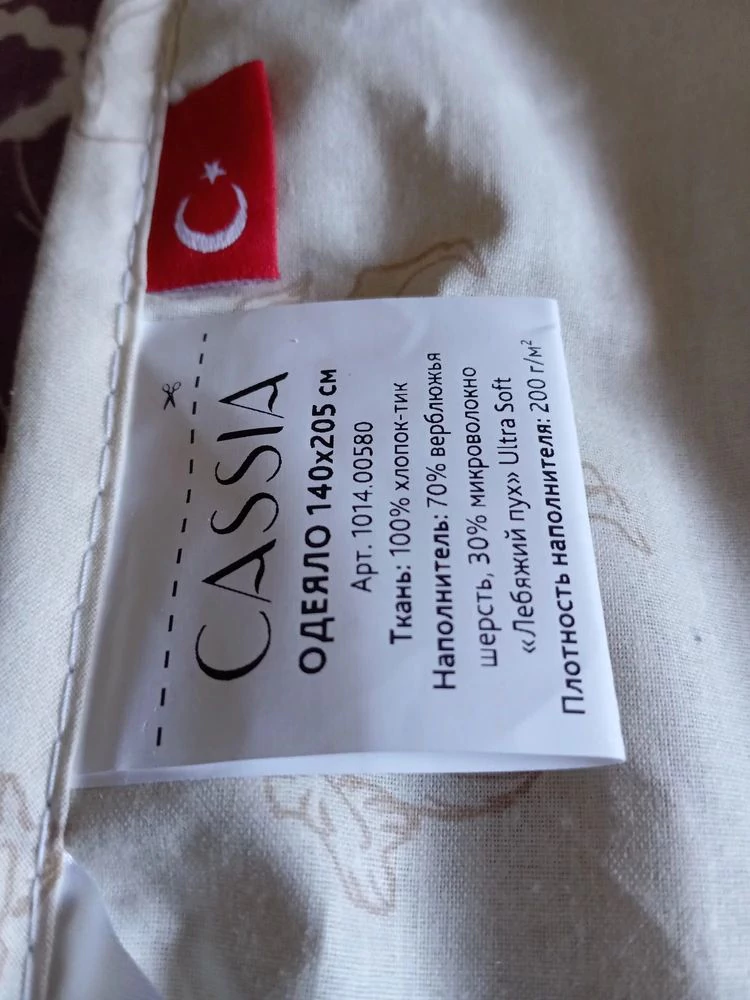 CASSIA
ОДЕЯЛО 140х205 см
Арт. 1014.00580
Ткань: 100% хлопок-тик
Наполнитель: 70% верблюжья
шерсть, 30% микроволокно
«Лебяжий пух» Ultra Soft
Плотность наполнителя: 200 г/м²